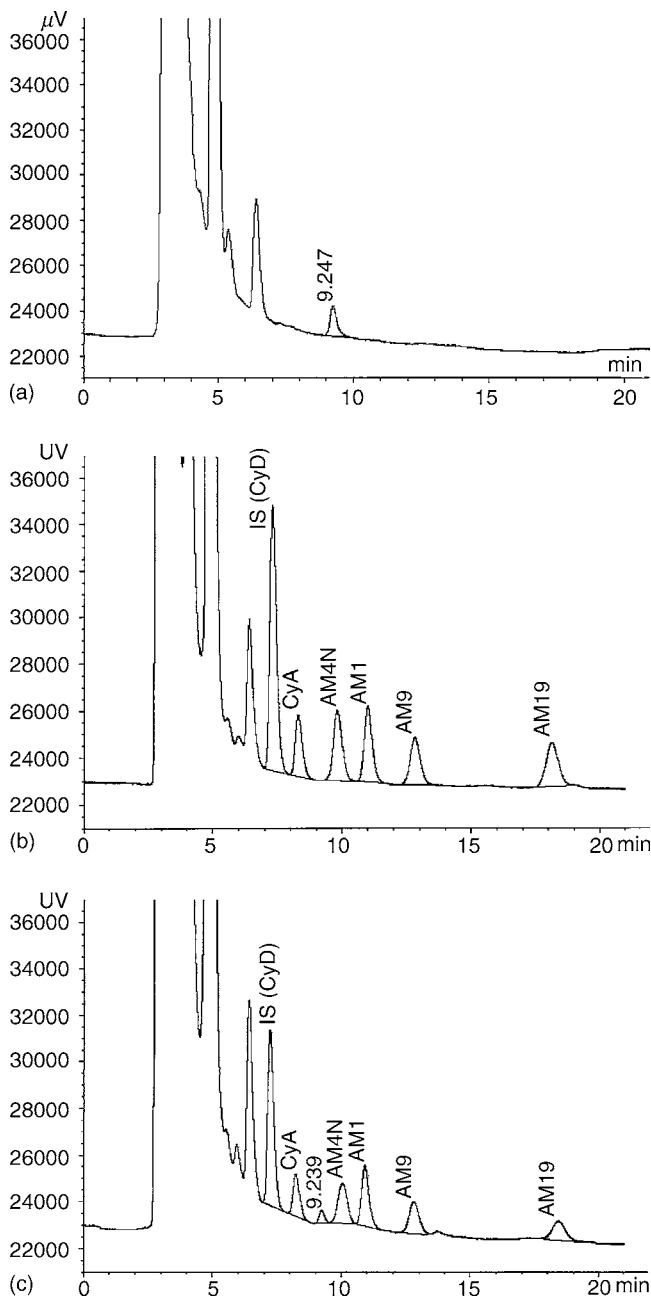 μV
36000
34000
32000
30000
28000
26000
24000
22000
9.247
min
0
5
10
15
20
(a)
UV
36000
34000
32000
30000
28000
26000
24000
22000
IS (CyD)
CyA
AM4N
AM1
AM9
AM19
0
5
10
15
20 min
(b)
UV
36000
34000
32000
30000
28000
26000
24000
22000
IS (CyD)
CyA
9.239
AM4N
AM1
AM9
AM19
0
5
10
15
20 min
(c)